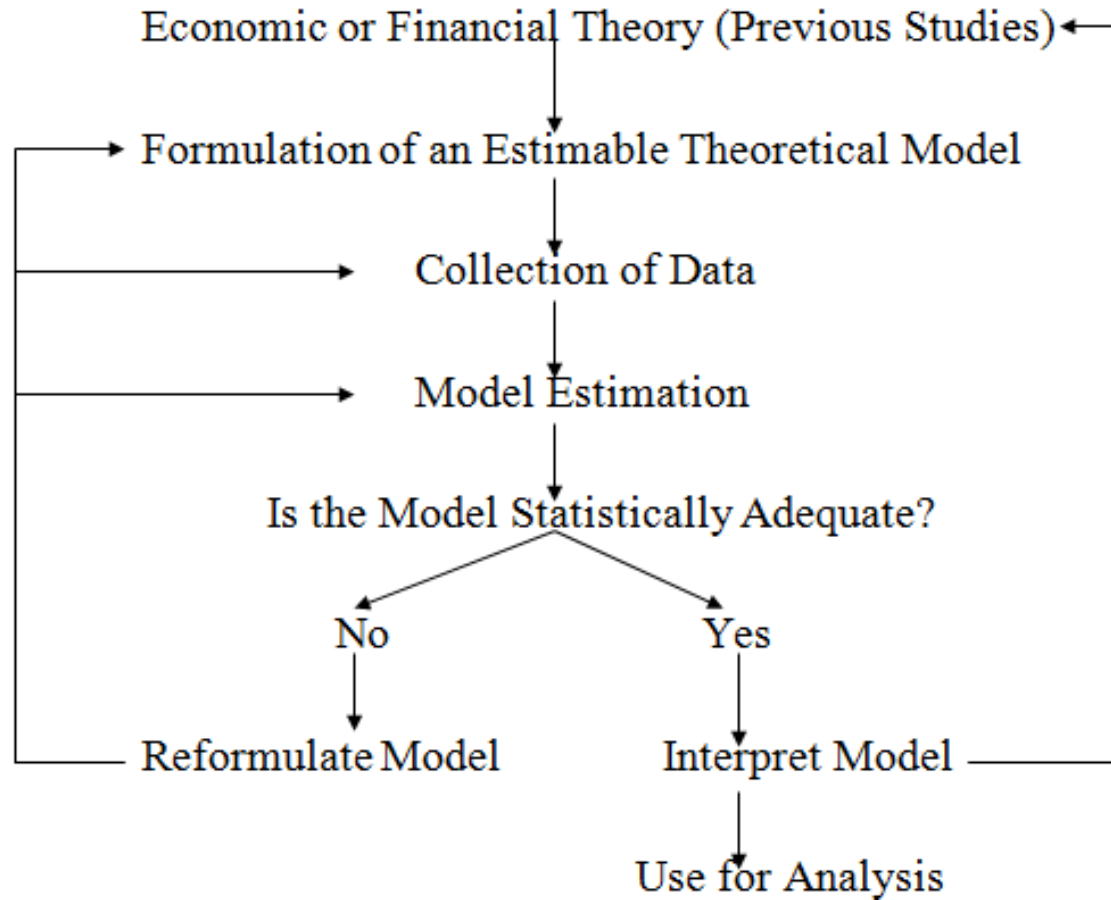 Economic or Financial Theory (Previous Studies)
Formulation of an Estimable Theoretical Model
Collection of Data
Model Estimation
Is the Model Statistically Adequate?
No
Yes
Reformulate Model
Interpret Model
Use for Analysis